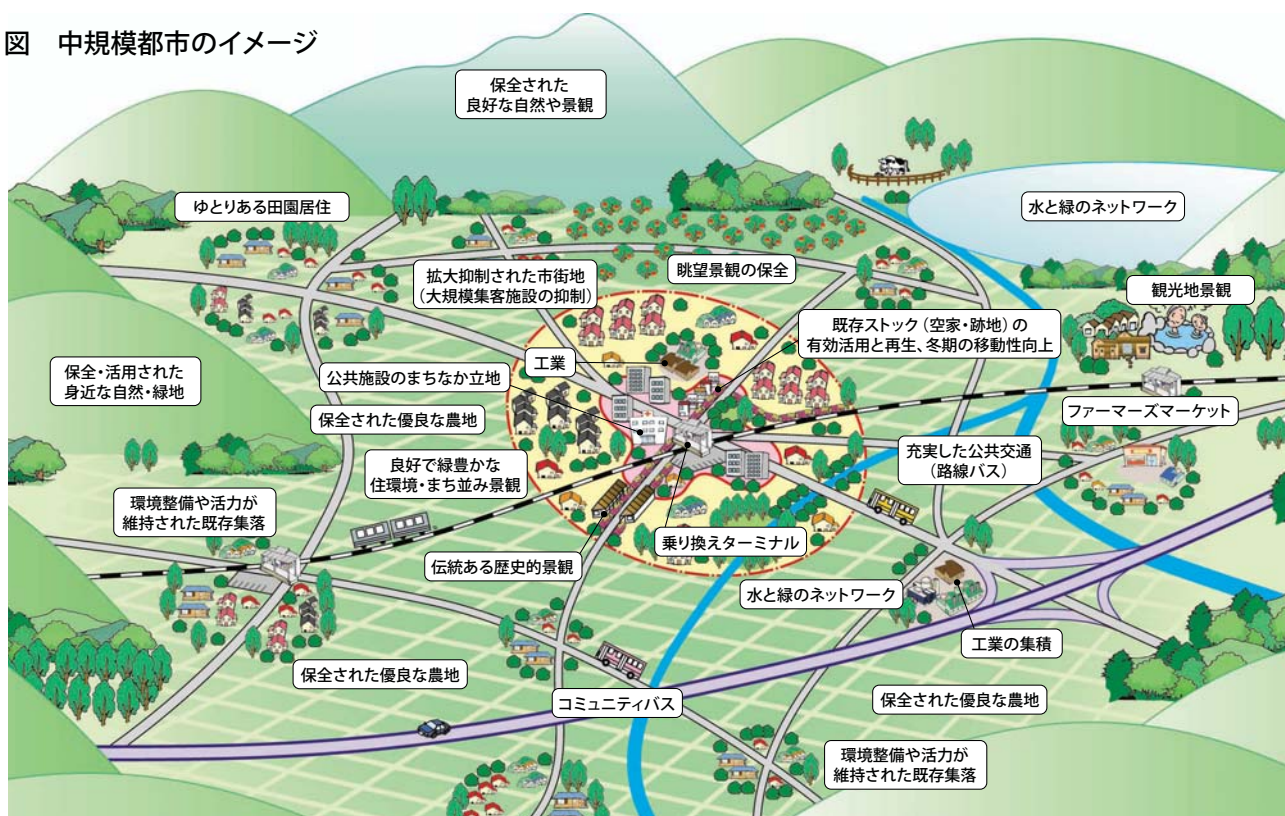 図 中規模都市のイメージ
保全された
良好な自然や景観
ゆとりある田園居住
水と緑のネットワーク
拡大抑制された市街地
(大規模集客施設の抑制)
眺望景観の保全
観光地景観
既存ストック(空家・跡地)の
有効活用と再生、冬期の移動性向上
工業
保全・活用された
身近な自然・緑地
公共施設のまちなか立地
保全された優良な農地
ファーマーズマーケット
良好で緑豊かな
住環境・まち並み景観
充実した公共交通
(路線バス)
環境整備や活力が
維持された既存集落
乗り換えターミナル
伝統ある歴史的景観
水と緑のネットワーク
工業の集積
保全された優良な農地
コミュニティバス
保全された優良な農地
環境整備や活力が
維持された既存集落